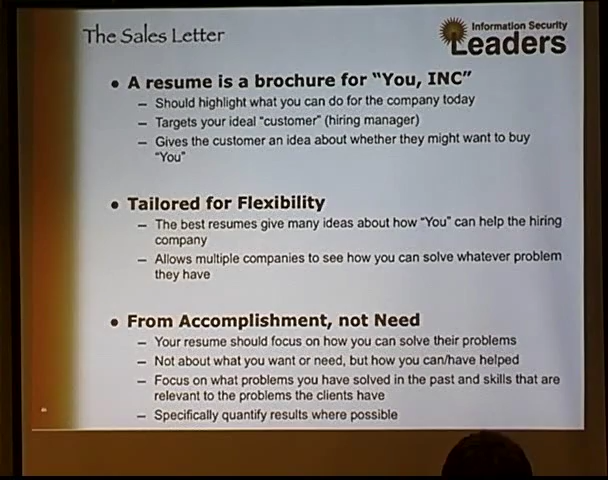 The Sales Letter
Information Security
Leaders
• A resume is a brochure for "You, INC"
– Should highlight what you can do for the company today
– Targets your ideal "customer" (hiring manager)
– Gives the customer an idea about whether they might want to buy
"You"
• Tailored for Flexibility
– The best resumes give many ideas about how "You" can help the hiring
company
– Allows multiple companies to see how you can solve whatever problem
they have
• From Accomplishment, not Need
– Your resume should focus on how you can solve their problems
– Not about what you want or need, but how you can/have helped
– Focus on what problems you have solved in the past and skills that are
relevant to the problems the clients have
– Specifically quantify results where possible